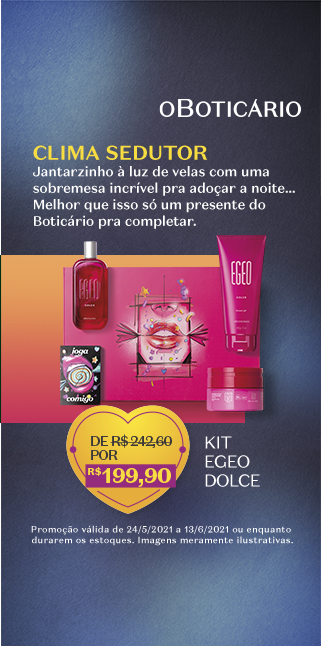 oBoticário
CLIMA SEDUTOR
Jantarzinho à luz de velas com uma
sobremesa incrível pra adoçar a noite...
Melhor que isso só um presente do
Boticário pra completar.
EGEO
DOLCE
EGEO
DOLCE
joga
comigo
DE R$ 242,60
POR
R$199,90
KIT
EGEO
DOLCE
Promoção válida de 24/5/2021 a 13/6/2021 ou enquanto
durarem os estoques. Imagens meramente ilustrativas.